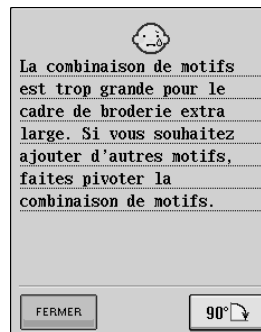 La combinaison de motifs
est trop grande pour le
cadre de broderie extra
large. Si vous souhaitez
ajouter d'autres motifs,
faites pivoter la
combinaison de motifs.
FERMER
90°